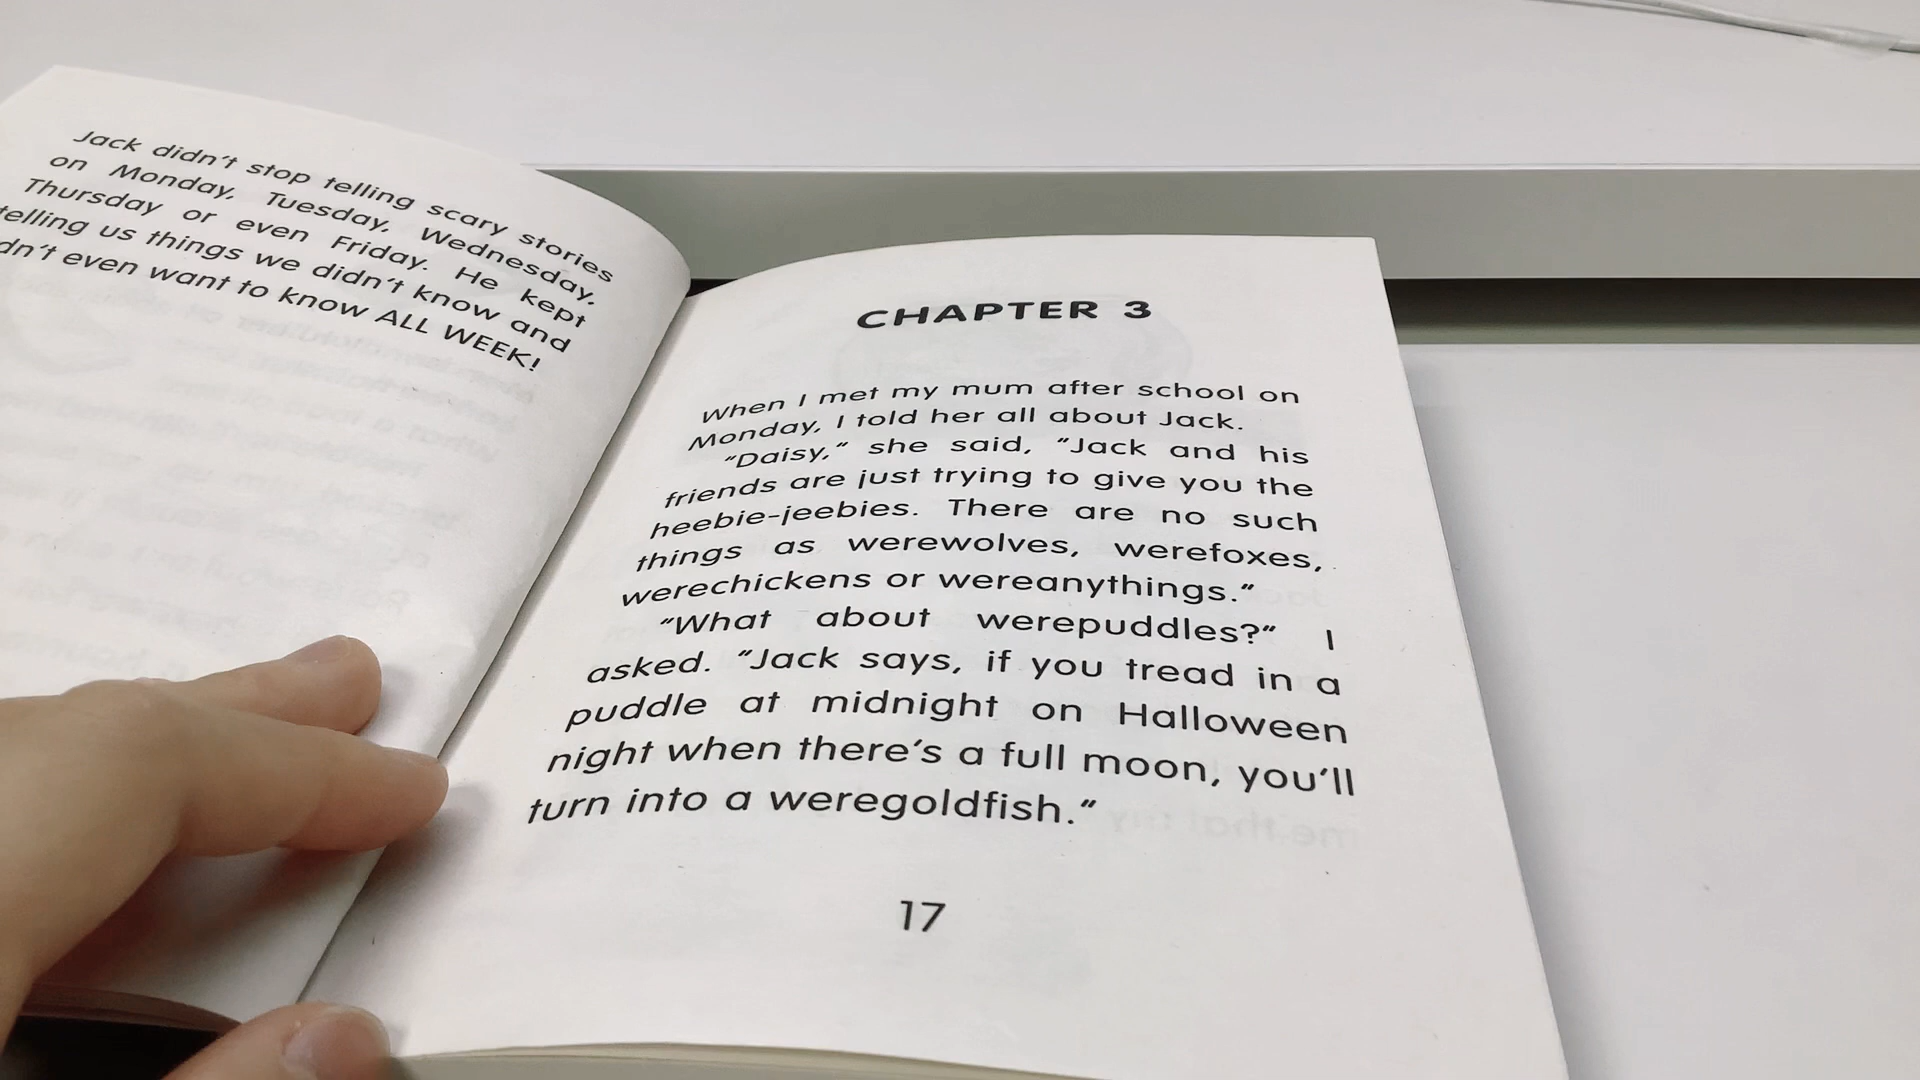 Jack didn't stop telling scary stories
on Monday, Tuesday, Wednesday,
Thursday or even Friday. He kept
telling us things we didn't know and
even want to know ALL WEEK!
CHAPTER 3
When I met my mum after school on
Monday, I told her all about Jack.
"Daisy," she said, "Jack and his
friends are just trying to give you the
heebie-jeebies. There are no such
things as werewolves, werefoxes,
werechickens or wereanythings."
"What about werepuddles?" I
asked. "Jack says, if you tread in a
puddle at midnight on Halloween
night when there's a full moon, you'll
turn into a weregoldfish."
17